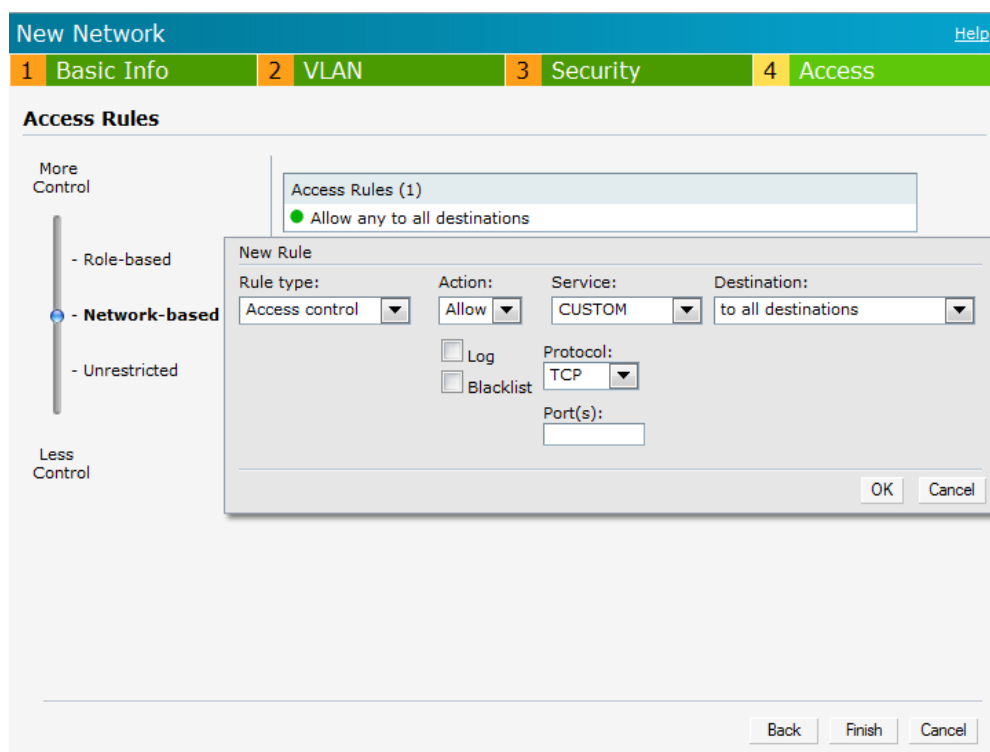 New Network
Help
1 Basic Info 2 VLAN 3 Security 4 Access
Access Rules
More
Control
- Role-based
- Network-based
- Unrestricted
Less
Control
Access Rules (1)
Allow any to all destinations
New Rule
Rule type: Action: Service: Destination:
Access control Allow CUSTOM to all destinations
Log
Blacklist
Protocol:
TCP
Port(s):
OK Cancel
Back Finish Cancel